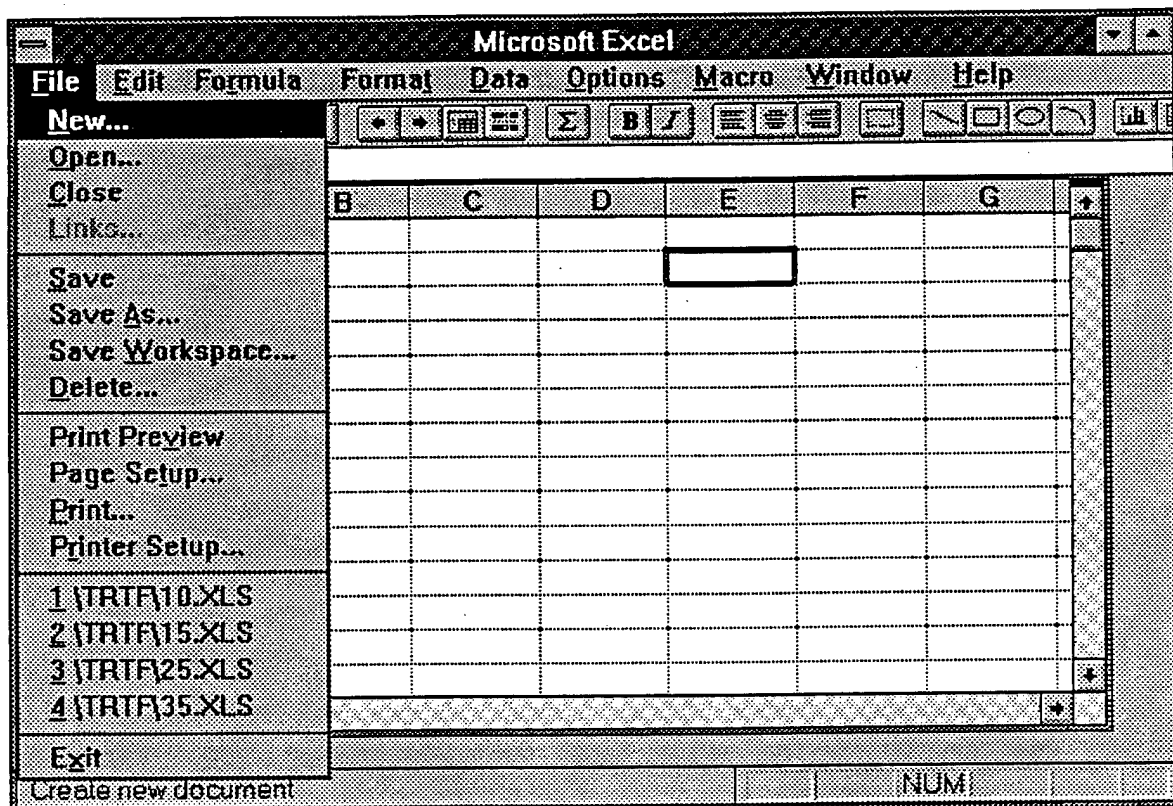 Microsoft Excel
File Edit Formula Format Data Options Macro Window Help
New...
Σ B I
Open...
Close
B C D E F G
Links...
Save
Save As...
Save Workspace...
Delete...
Print Preview
Page Setup...
Print...
Printer Setup...
1 \TRTF\10.XLS
2 \TRTF\15.XLS
3 \TRTF\25.XLS
4 \TRTF\35.XLS
Exit
Create new document NUM